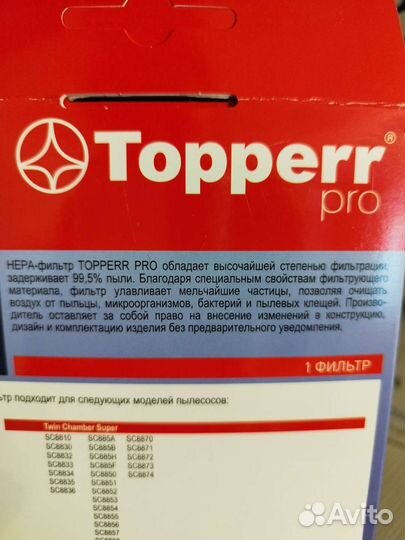 Topperr®
pro
HEPA-фильтр TOPPERR PRO обладает высочайшей степенью фильтрации,
задерживает 99,5% пыли. Благодаря специальным свойствам фильтрующего
материала, фильтр улавливает мельчайшие частицы, позволяя очищать
воздух от пыльцы, микроорганизмов, бактерий и пылевых клещей. Произво-
дитель оставляет за собой право на внесение изменений в конструкцию,
дизайн и комплектацию изделия без предварительного уведомления.
1 ФИЛЬТР
ьтр подходит для следующих моделей пылесосов:
Twin Chamber Super
SC8810 SC885A SC8870
SC8830 SC885B SC8871
SC8832 SC885H SC8872
SC8833 SC885F SC8873
SC8834 SC8850 SC8874
SC8835 SC8851
SC8836 SC8852
SC8853
SC8854
SC8855
SC8856
SC8857
Avito